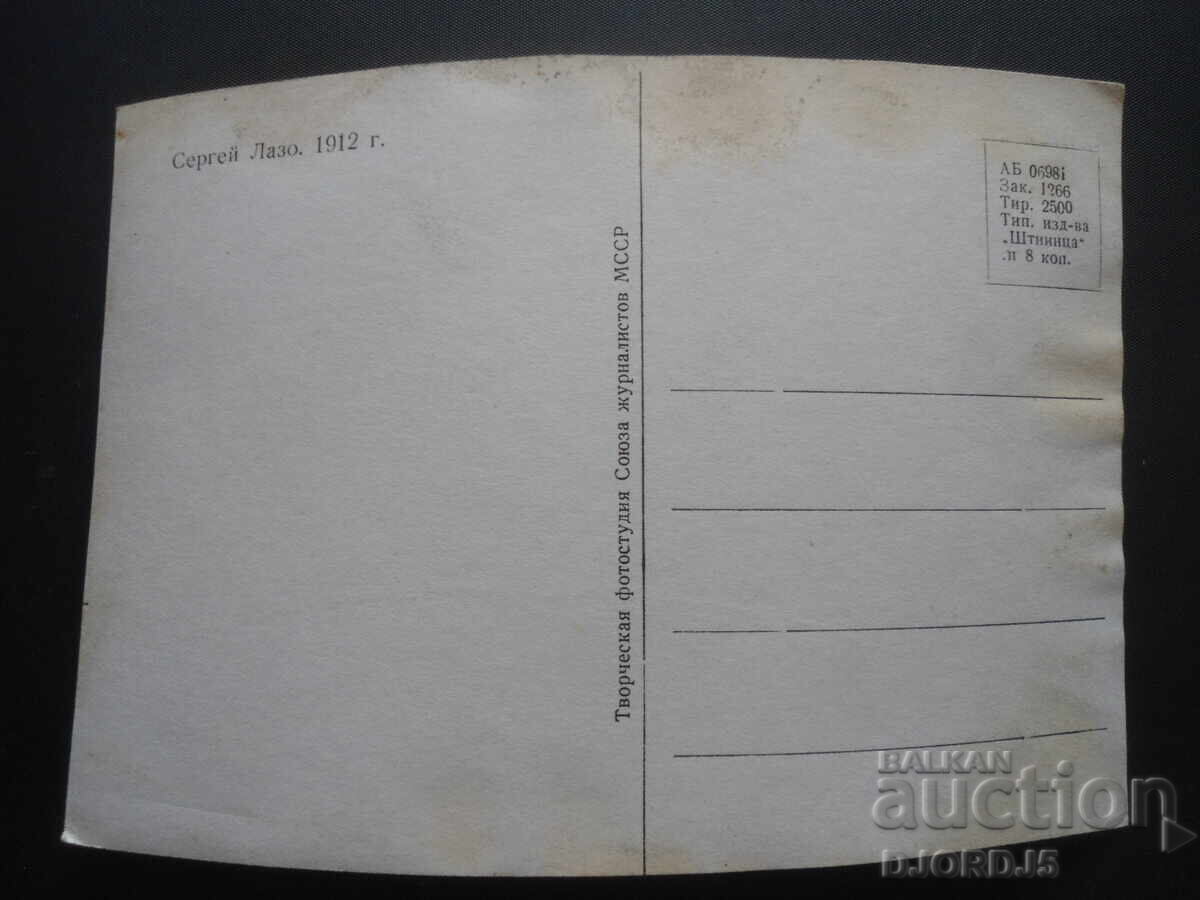 Сергей Лазо. 1912 г.
Творческая фотостудия Союза журналистов МССР
АБ 06981
Зак. 1266
Тир. 2500
Тип. изд-ва
„Штиинца“
8 коп.
BALKAN
auction
DJORDJ5